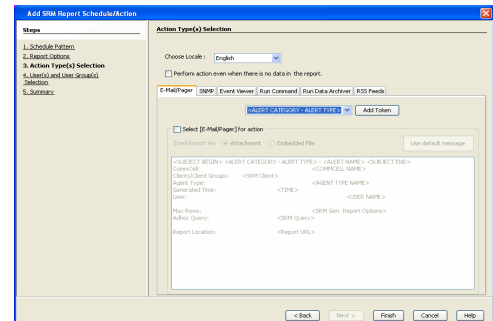 Add SRM Report Schedule/Action
Steps
1. Schedule Pattern
2. Report Options
3. Action Type(s) Selection
4. User(s) and User Group(s)
Selection
5. Summary
Action Type(s) Selection
Choose Locale : English
Perform action even when there is no data in the report.
E-Mail/Pager SNMP Event Viewer Run Command Run Data Archiver RSS Feeds
<ALERT CATEGORY - ALERT TYPE> Add Token
Select [E-Mail/Pager] for action
Email Report As: Attachment Embedded File Use default message
<SUBJECT BEGIN> <ALERT CATEGORY - ALERT TYPE> : <ALERT NAME> <SUBJECT END>
CommCell: <COMMCELL NAME>
Clients/Client Groups: <SRM Client>
Agent Type: <AGENT TYPE NAME>
Generated Time: <TIME>
User: <USER NAME>
Max Rows: <SRM Gen. Report Options>
Adhoc Query: <SRM Query>
Report Location: <Report URL>
< Back Next > Finish Cancel Help